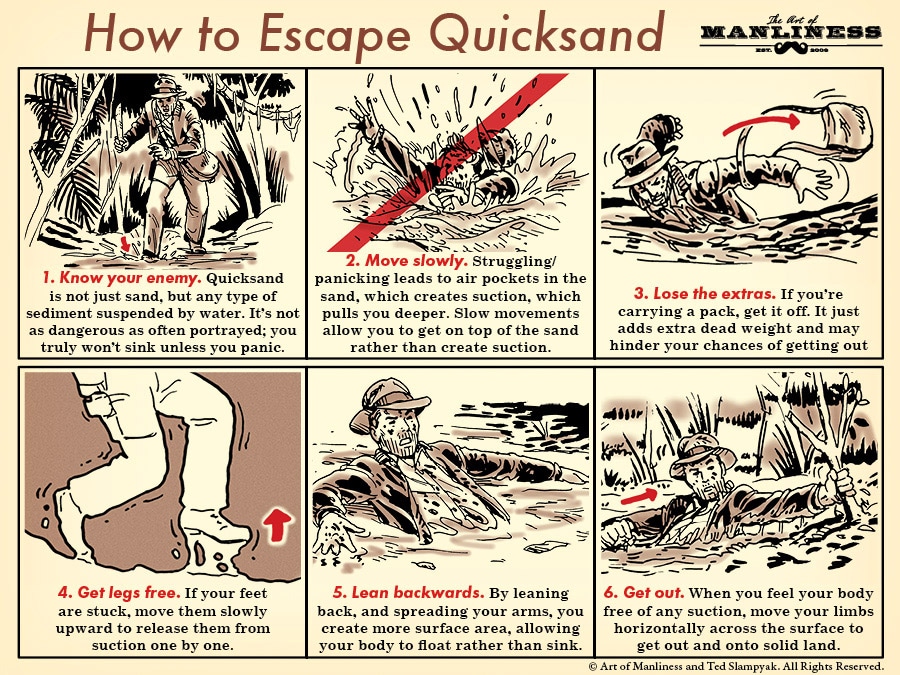 How to Escape Quicksand
The Art of
MANLINESS
EST. 2008
1. Know your enemy. Quicksand
is not just sand, but any type of
sediment suspended by water. It's not
as dangerous as often portrayed; you
truly won't sink unless you panic.
2. Move slowly. Struggling/
panicking leads to air pockets in the
sand, which creates suction, which
pulls you deeper. Slow movements
allow you to get on top of the sand
rather than create suction.
3. Lose the extras. If you're
carrying a pack, get it off. It just
adds extra dead weight and may
hinder your chances of getting out
4. Get legs free. If your feet
are stuck, move them slowly
upward to release them from
suction one by one.
5. Lean backwards. By leaning
back, and spreading your arms, you
create more surface area, allowing
your body to float rather than sink.
6. Get out. When you feel your body
free of any suction, move your limbs
horizontally across the surface to
get out and onto solid land.
© Art of Manliness and Ted Slampyak. All Rights Reserved.